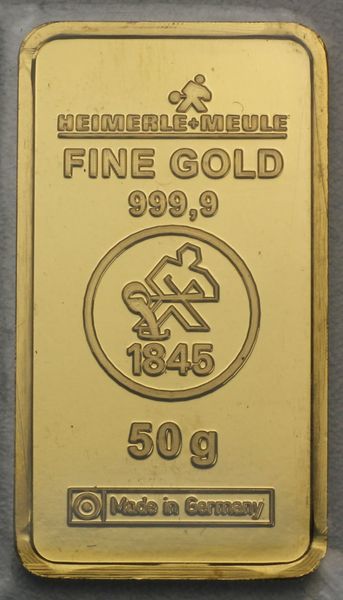 HEIMERLE+MEULE
FINE GOLD
999,9
1845
50 g
Made in Germany